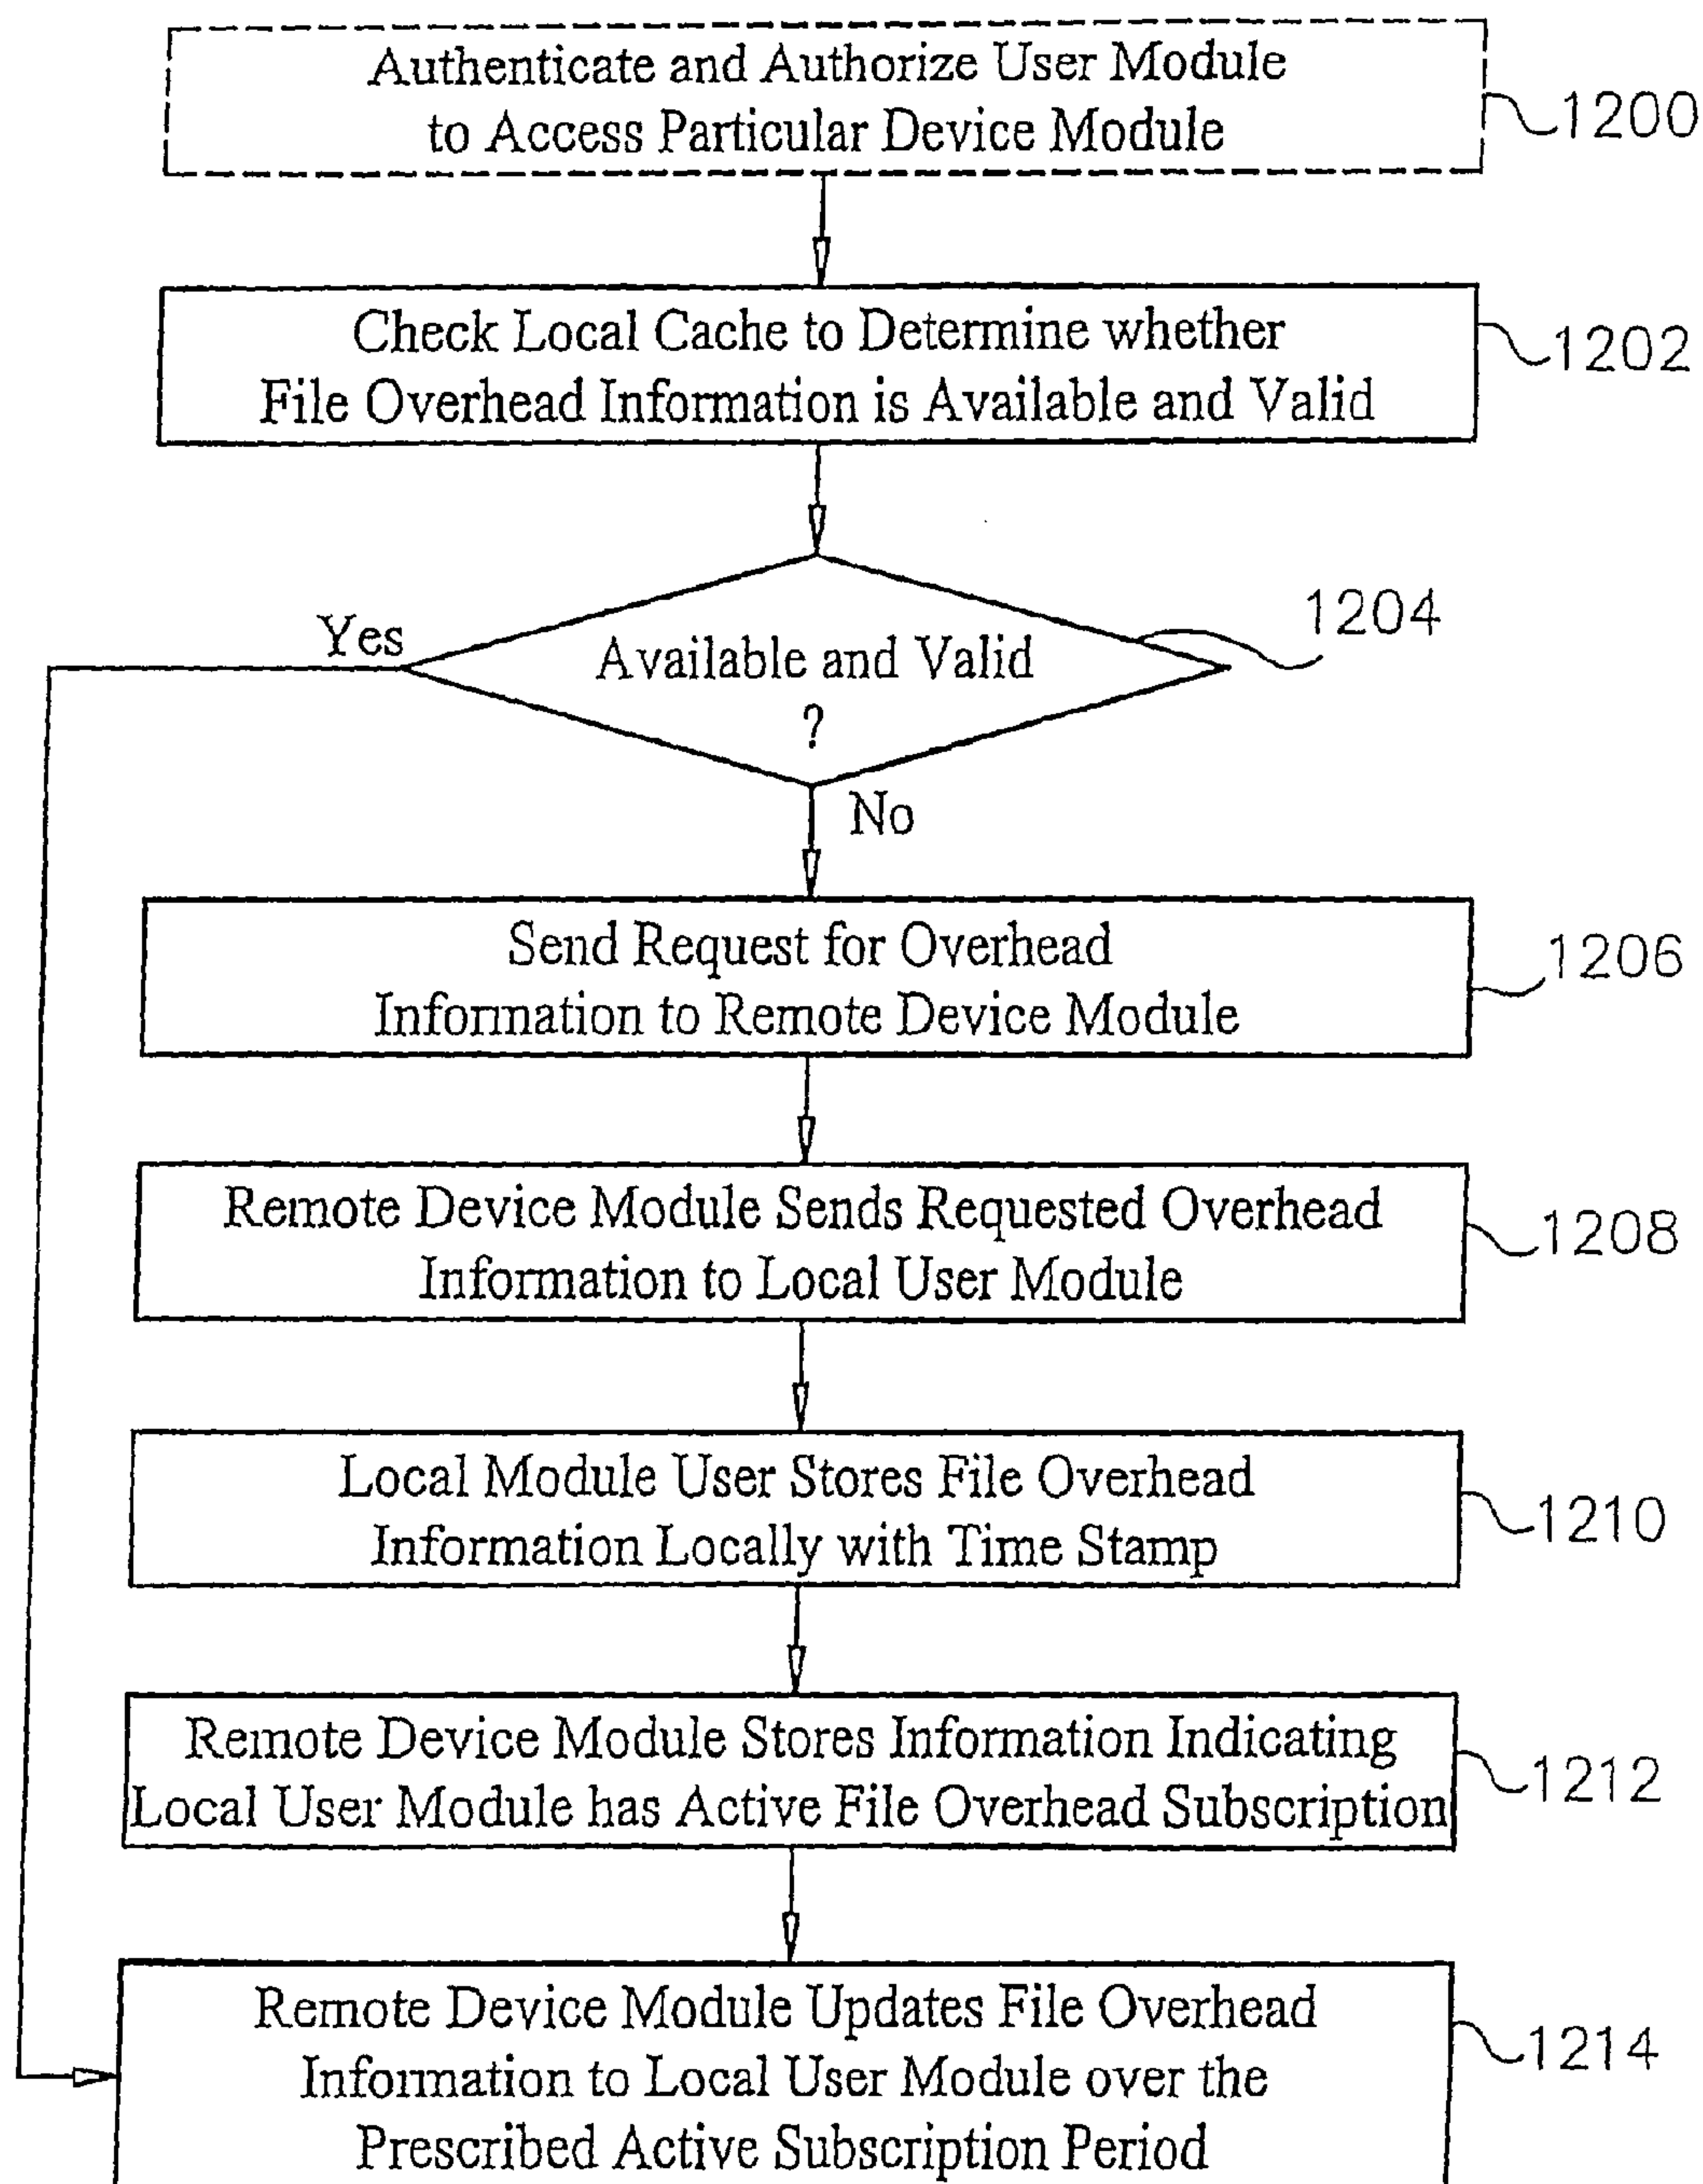 Authenticate and Authorize User Module
to Access Particular Device Module
1200
Check Local Cache to Determine whether
File Overhead Information is Available and Valid
1202
Yes
Available and Valid
?
1204
No
Send Request for Overhead
Information to Remote Device Module
1206
Remote Device Module Sends Requested Overhead
Information to Local User Module
1208
Local Module User Stores File Overhead
Information Locally with Time Stamp
1210
Remote Device Module Stores Information Indicating
Local User Module has Active File Overhead Subscription
1212
Remote Device Module Updates File Overhead
Information to Local User Module over the
Prescribed Active Subscription Period
1214